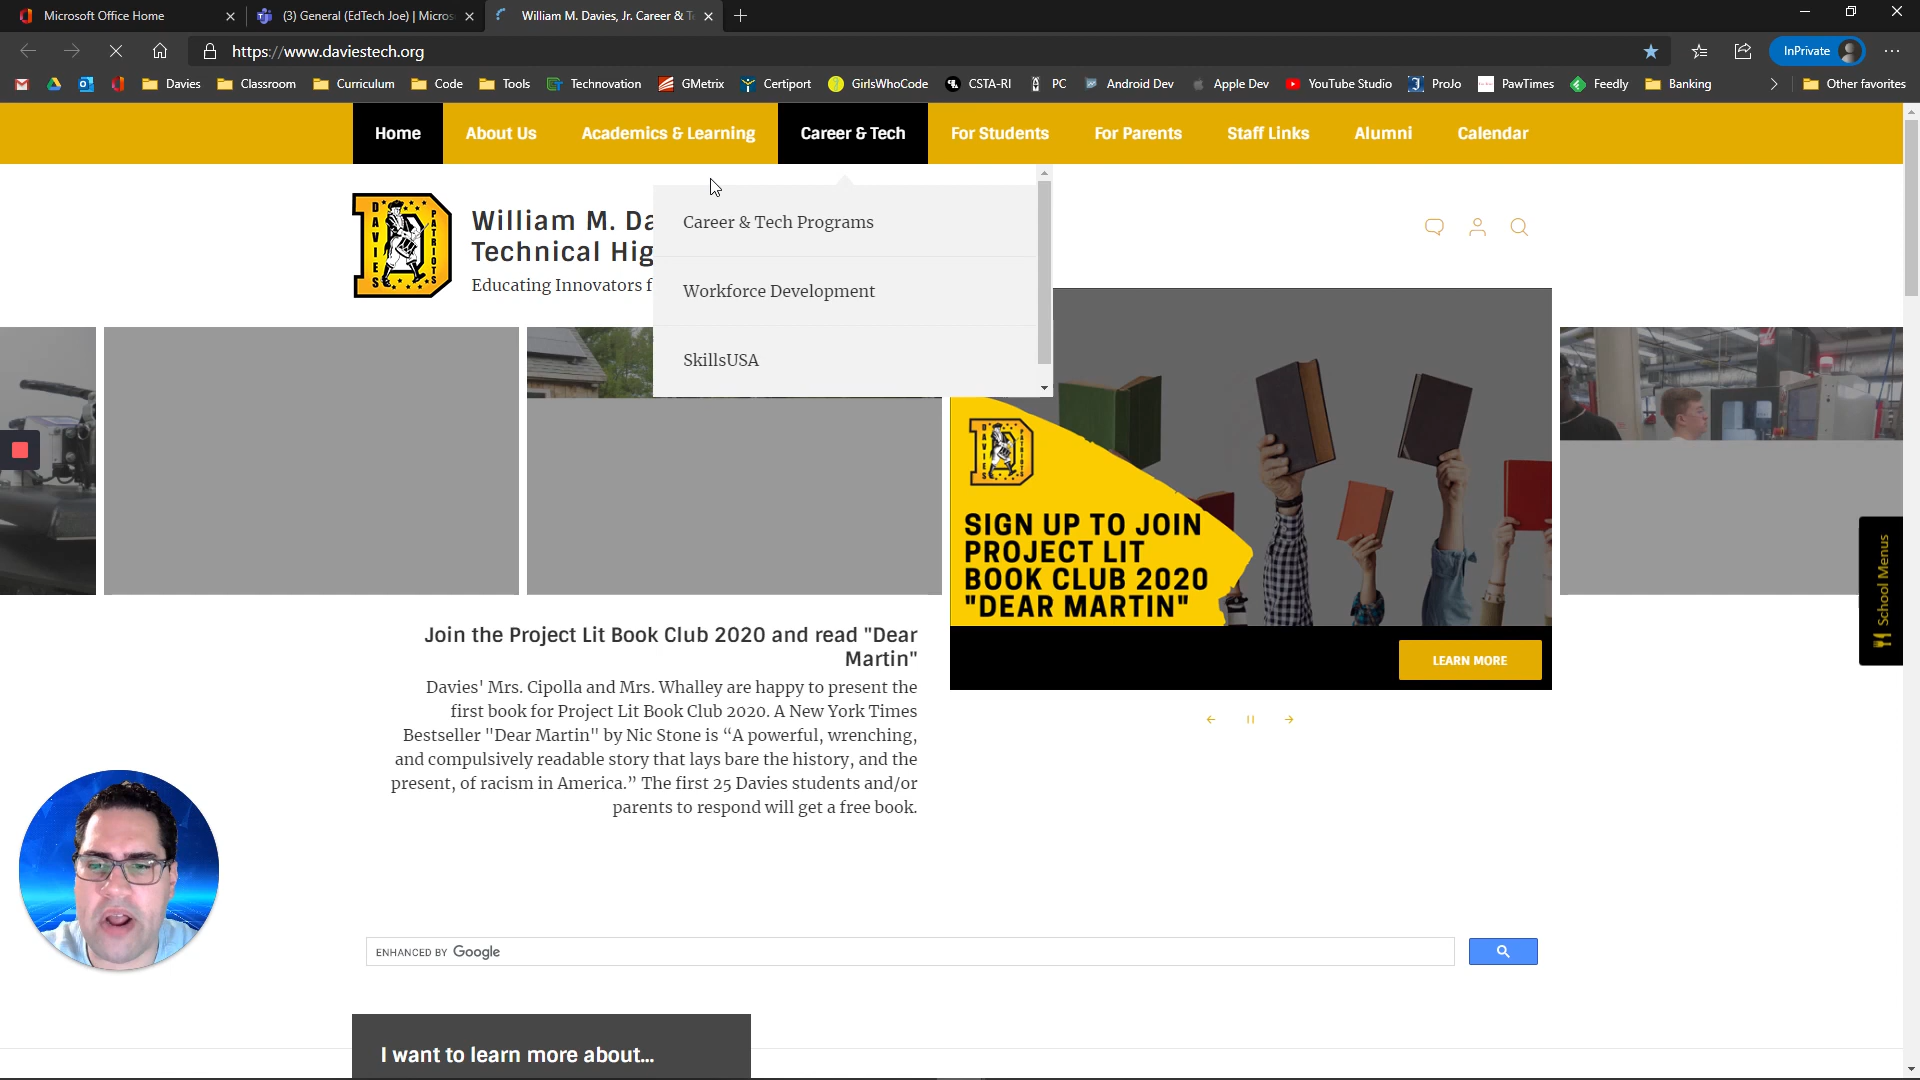 Microsoft Office Home
(3) General (EdTech Joe) | Micros
William M. Davies, Jr. Career & Te
https://www.daviestech.org
InPrivate
Davies
Classroom
Curriculum
Code
Tools
Technovation
GMetrix
Certiport
GirlsWhoCode
CSTA-RI
PC
Android Dev
Apple Dev
YouTube Studio
ProJo
PawTimes
Feedly
Banking
Other favorites
Home
About Us
Academics & Learning
Career & Tech
For Students
For Parents
Staff Links
Alumni
Calendar
DAVIES
PATRIOTS
William M. Da
Technical Hig
Educating Innovators f
Career & Tech Programs
Workforce Development
SkillsUSA
SIGN UP TO JOIN
PROJECT LIT
BOOK CLUB 2020
"DEAR MARTIN"
LEARN MORE
School Menus
Join the Project Lit Book Club 2020 and read "Dear
Martin"
Davies' Mrs. Cipolla and Mrs. Whalley are happy to present the
first book for Project Lit Book Club 2020. A New York Times
Bestseller "Dear Martin" by Nic Stone is “A powerful, wrenching,
and compulsively readable story that lays bare the history, and the
present, of racism in America.” The first 25 Davies students and/or
parents to respond will get a free book.
ENHANCED BY Google
I want to learn more about...